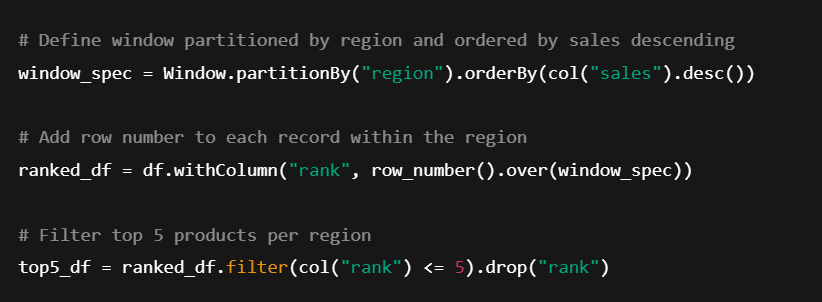 # Define window partitioned by region and ordered by sales descending
window_spec = Window.partitionBy("region").orderBy(col("sales").desc())
# Add row number to each record within the region
ranked_df = df.withColumn("rank", row_number().over(window_spec))
# Filter top 5 products per region
top5_df = ranked_df.filter(col("rank") <= 5).drop("rank")